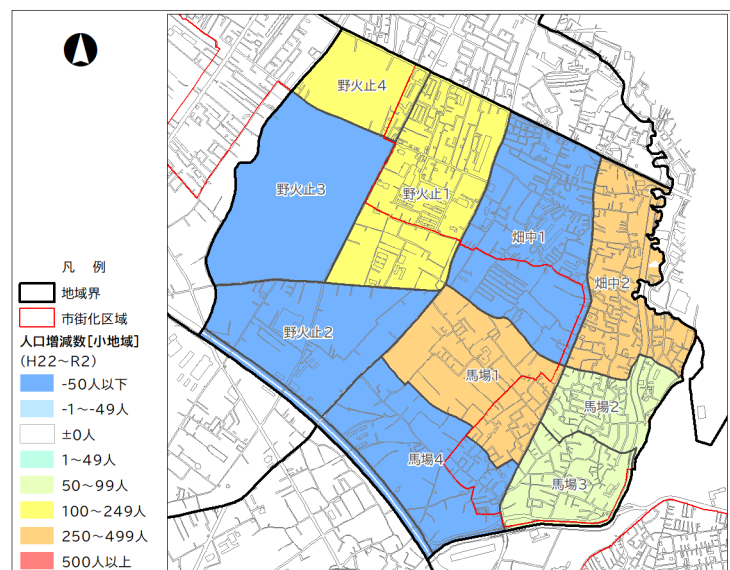 野火止4
野火止3
野火止1
畑中1
畑中2
野火止2
馬場1
馬場2
馬場4
馬場3
凡 例
地域界
市街化区域
人口増減数[小地域]
(H22～R2)
-50人以下
-1～-49人
±0人
1～49人
50～99人
100～249人
250～499人
500人以上